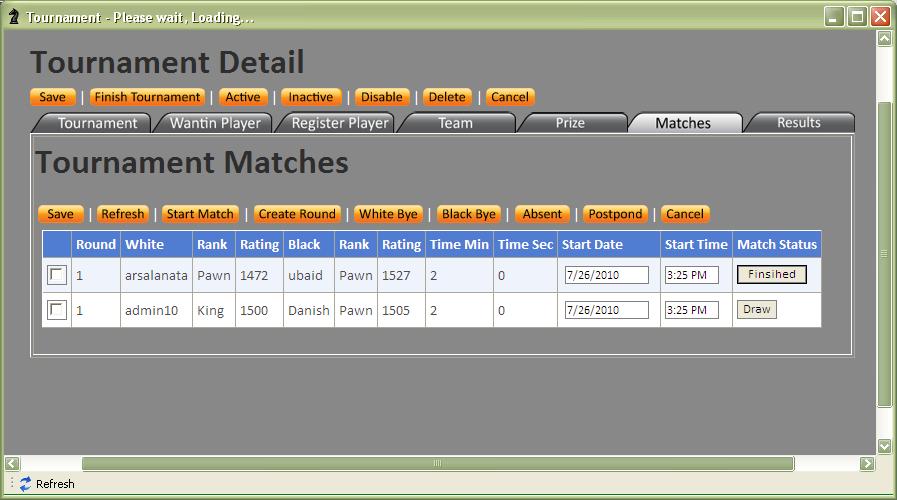 Tournament - Please wait, Loading...
Tournament Detail
Save | Finish Tournament | Active | Inactive | Disable | Delete | Cancel
Tournament Wantin Player Register Player Team Prize Matches Results
Tournament Matches
Save | Refresh | Start Match | Create Round | White Bye | Black Bye | Absent | Postpond | Cancel
Round White Rank Rating Black Rank Rating Time Min Time Sec Start Date Start Time Match Status
1 arsalanata Pawn 1472 ubaid Pawn 1527 2 0 7/26/2010 3:25 PM Finsihed
1 admin10 King 1500 Danish Pawn 1505 2 0 7/26/2010 3:25 PM Draw
Refresh